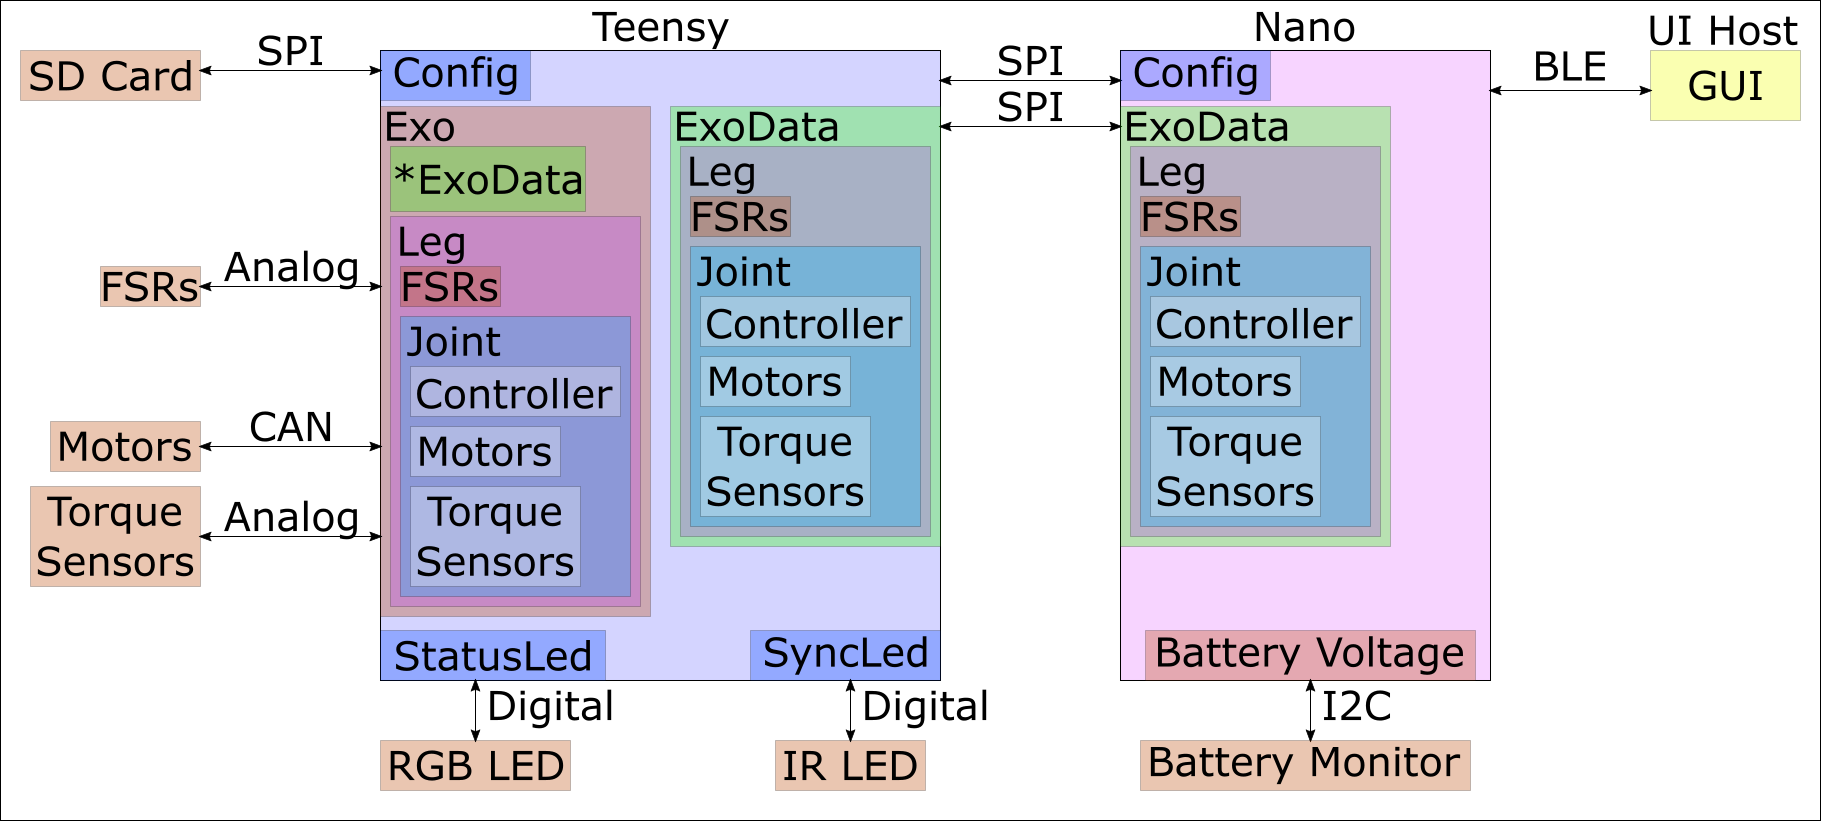 Teensy
Nano
UI Host
SD Card
SPI
Config
SPI
Config
BLE
GUI
SPI
Exo
*ExoData
Leg
FSRs
Joint
Controller
Motors
Torque
Sensors
ExoData
Leg
FSRs
Joint
Controller
Motors
Torque
Sensors
ExoData
Leg
FSRs
Joint
Controller
Motors
Torque
Sensors
FSRs
Analog
Motors
CAN
Torque
Sensors
Analog
StatusLed
SyncLed
Battery Voltage
Digital
Digital
I2C
RGB LED
IR LED
Battery Monitor